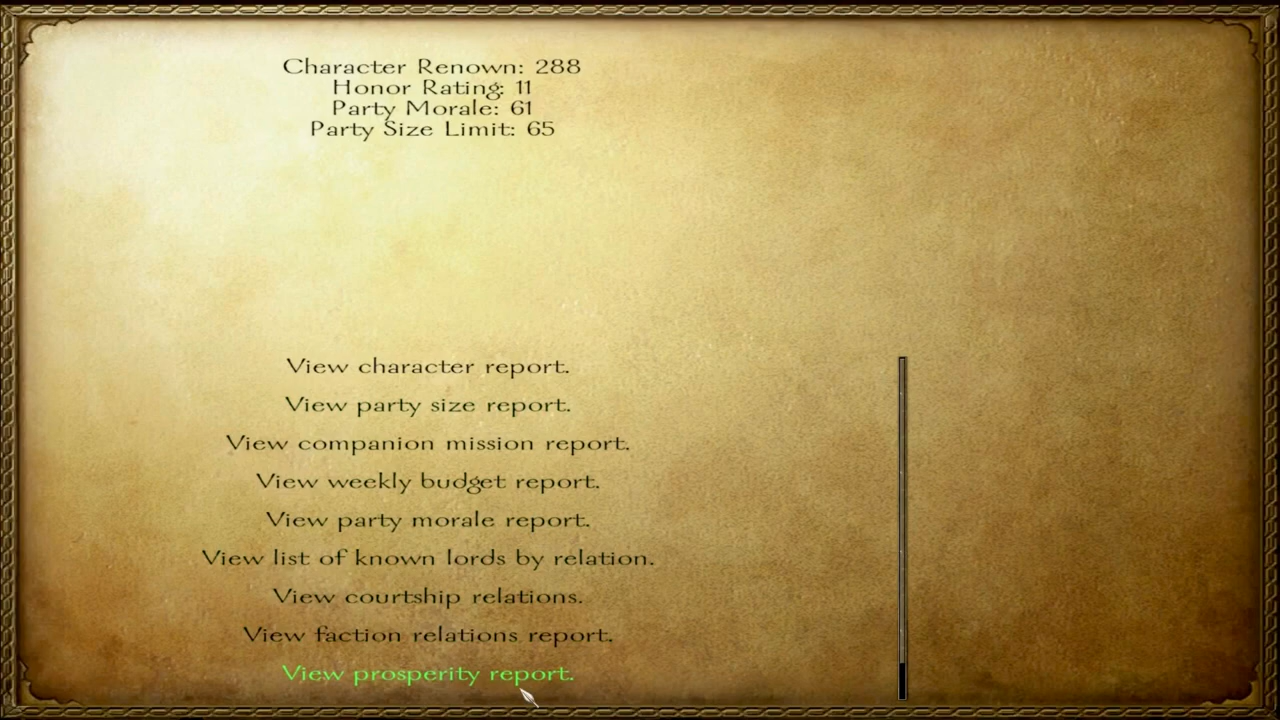 Character Renown: 288
Honor Rating: 11
Party Morale: 61
Party Size Limit: 65
View character report.
View party size report.
View companion mission report.
View weekly budget report.
View party morale report.
View list of known lords by relation.
View courtship relations.
View faction relations report.
View prosperity report.